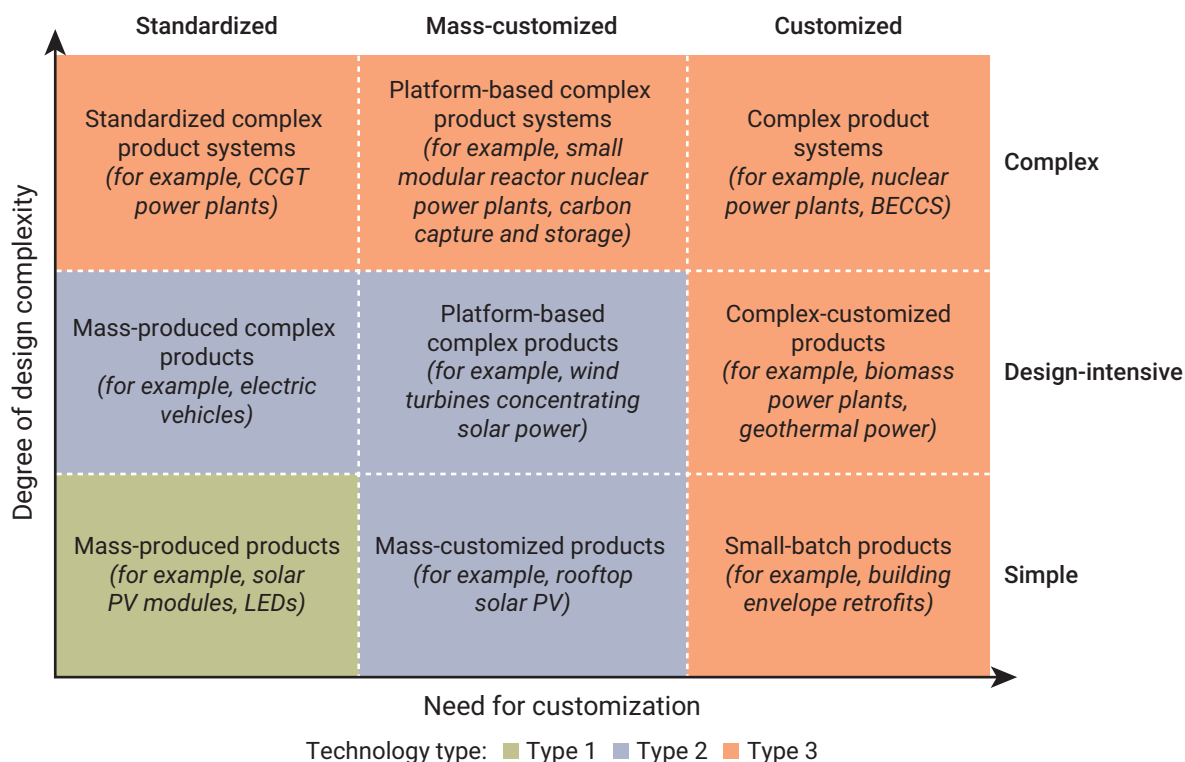 Standardized
Mass-customized
Customized
Degree of design complexity
Standardized complex
product systems
(for example, CCGT
power plants)
Platform-based complex
product systems
(for example, small
modular reactor nuclear
power plants, carbon
capture and storage)
Complex product
systems
(for example, nuclear
power plants, BECCS)
Complex
Mass-produced complex
products
(for example, electric
vehicles)
Platform-based
complex products
(for example, wind
turbines concentrating
solar power)
Complex-customized
products
(for example, biomass
power plants,
geothermal power)
Design-intensive
Mass-produced products
(for example, solar
PV modules, LEDs)
Mass-customized products
(for example, rooftop
solar PV)
Small-batch products
(for example, building
envelope retrofits)
Simple
Need for customization
Technology type: Type 1 Type 2 Type 3